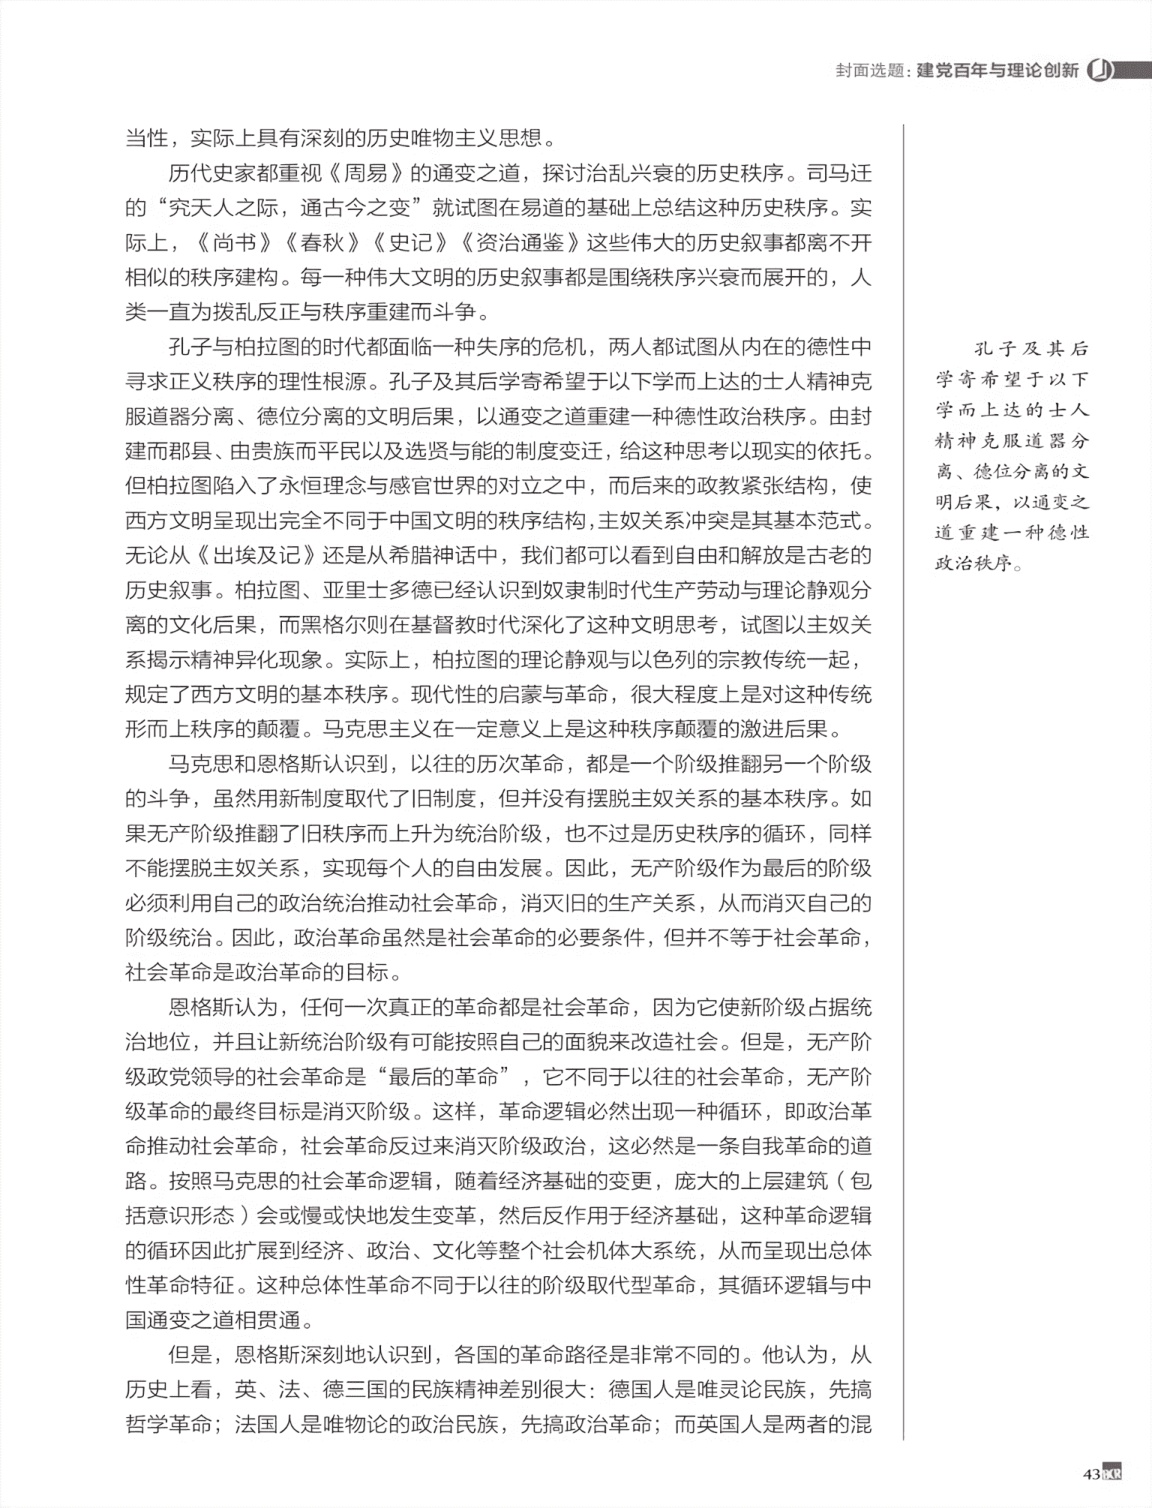 封面选题：建党百年与理论创新
当性，实际上具有深刻的历史唯物主义思想。
历代史家都重视《周易》的通变之道，探讨治乱兴衰的历史秩序。司马迁
的“究天人之际，通古今之变”就试图在易道的基础上总结这种历史秩序。实
际上，《尚书》《春秋》《史记》《资治通鉴》这些伟大的历史叙事都离不开
相似的秩序建构。每一种伟大文明的历史叙事都是围绕秩序兴衰而展开的，人
类一直为拨乱反正与秩序重建而斗争。
孔子与柏拉图的时代都面临一种失序的危机，两人都试图从内在的德性中
寻求正义秩序的理性根源。孔子及其后学寄希望于以下学而上达的士人精神克
服道器分离、德位分离的文明后果，以通变之道重建一种德性政治秩序。由封
建而郡县、由贵族而平民以及选贤与能的制度变迁，给这种思考以现实的依托。
但柏拉图陷入了永恒理念与感官世界的对立之中，而后来的政教紧张结构，使
西方文明呈现出完全不同于中国文明的秩序结构，主奴关系冲突是其基本范式。
无论从《出埃及记》还是从希腊神话中，我们都可以看到自由和解放是古老的
历史叙事。柏拉图、亚里士多德已经认识到奴隶制时代生产劳动与理论静观分
离的文化后果，而黑格尔则在基督教时代深化了这种文明思考，试图以主奴关
系揭示精神异化现象。实际上，柏拉图的理论静观与以色列的宗教传统一起，
规定了西方文明的基本秩序。现代性的启蒙与革命，很大程度上是对这种传统
形而上秩序的颠覆。马克思主义在一定意义上是这种秩序颠覆的激进后果。
马克思和恩格斯认识到，以往的历次革命，都是一个阶级推翻另一个阶级
的斗争，虽然用新制度取代了旧制度，但并没有摆脱主奴关系的基本秩序。如
果无产阶级推翻了旧秩序而上升为统治阶级，也不过是历史秩序的循环，同样
不能摆脱主奴关系，实现每个人的自由发展。因此，无产阶级作为最后的阶级
必须利用自己的政治统治推动社会革命，消灭旧的生产关系，从而消灭自己的
阶级统治。因此，政治革命虽然是社会革命的必要条件，但并不等于社会革命，
社会革命是政治革命的目标。
恩格斯认为，任何一次真正的革命都是社会革命，因为它使新阶级占据统
治地位，并且让新统治阶级有可能按照自己的面貌来改造社会。但是，无产阶
级政党领导的社会革命是“最后的革命”，它不同于以往的社会革命，无产阶
级革命的最终目标是消灭阶级。这样，革命逻辑必然出现一种循环，即政治革
命推动社会革命，社会革命反过来消灭阶级政治，这必然是一条自我革命的道
路。按照马克思的社会革命逻辑，随着经济基础的变更，庞大的上层建筑（包
括意识形态）会或慢或快地发生变革，然后反作用于经济基础，这种革命逻辑
的循环因此扩展到经济、政治、文化等整个社会机体大系统，从而呈现出总体
性革命特征。这种总体性革命不同于以往的阶级取代型革命，其循环逻辑与中
国通变之道相贯通。
但是，恩格斯深刻地认识到，各国的革命路径是非常不同的。他认为，从
历史上看，英、法、德三国的民族精神差别很大：德国人是唯灵论民族，先搞
哲学革命；法国人是唯物论的政治民族，先搞政治革命；而英国人是两者的混
孔子及其后
学寄希望于以下
学而上达的士人
精神克服道器分
离、德位分离的文
明后果，以通变之
道重建一种德性
政治秩序。
43